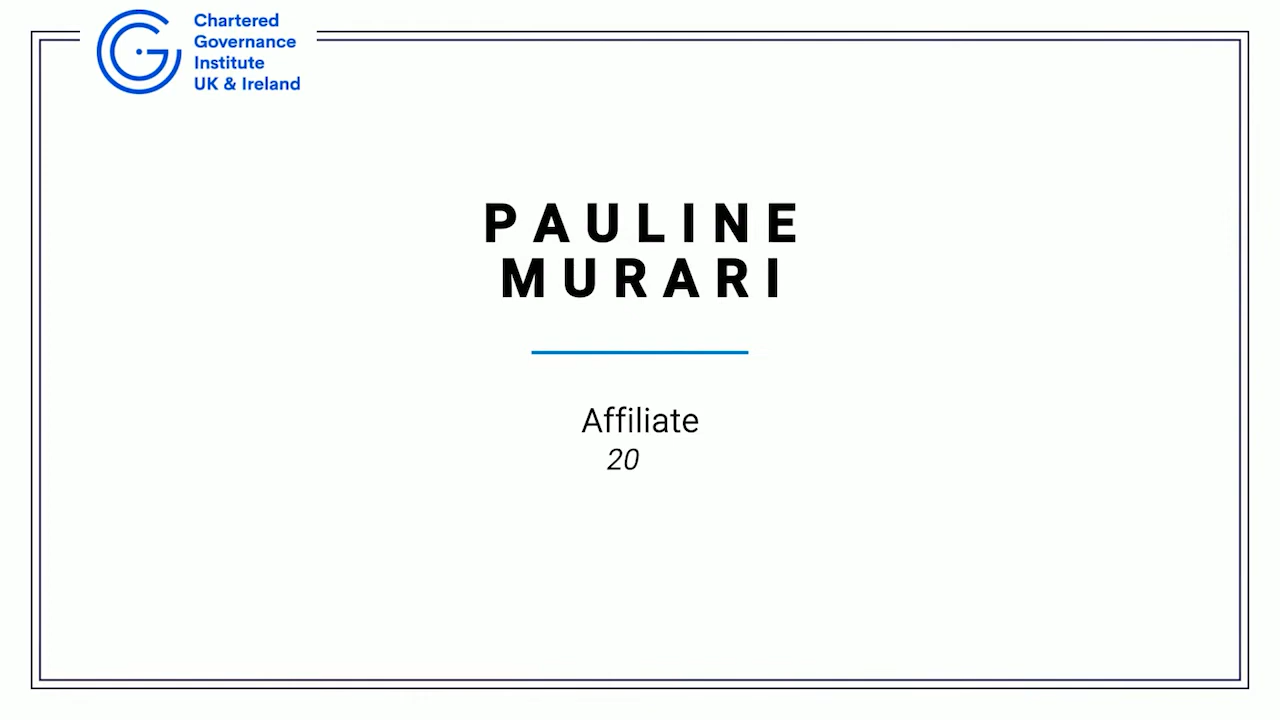 Chartered
Governance
Institute
UK & Ireland
PAULINE
MURARI
Affiliate
20